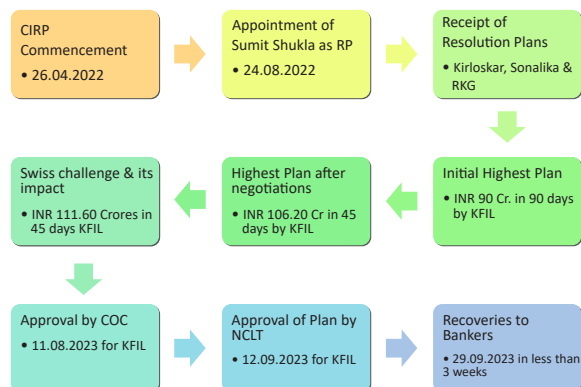 CIRP
Commencement
• 26.04.2022
Appointment of
Sumit Shukla as RP
• 24.08.2022
Receipt of
Resolution Plans
• Kirloskar, Sonalika &
RKG
Initial Highest Plan
• INR 90 Cr. in 90 days
by KFIL
Highest Plan after
negotiations
• INR 106.20 Cr in 45
days by KFIL
Swiss challenge & its
impact
• INR 111.60 Crores in
45 days KFIL
Approval by COC
• 11.08.2023 for KFIL
Approval of Plan by
NCLT
• 12.09.2023 for KFIL
Recoveries to
Bankers
• 29.09.2023 in less than
3 weeks